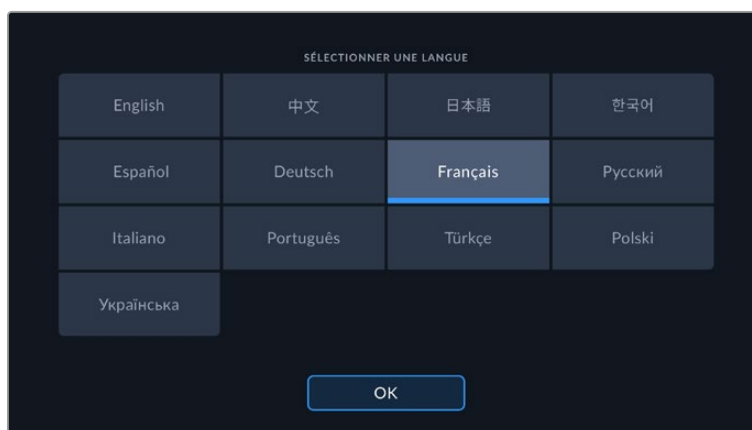 SÉLECTIONNER UNE LANGUE
English 中文 日本語 한국어
Español Deutsch Français Русский
Italiano Português Türkçe Polski
Українська
OK